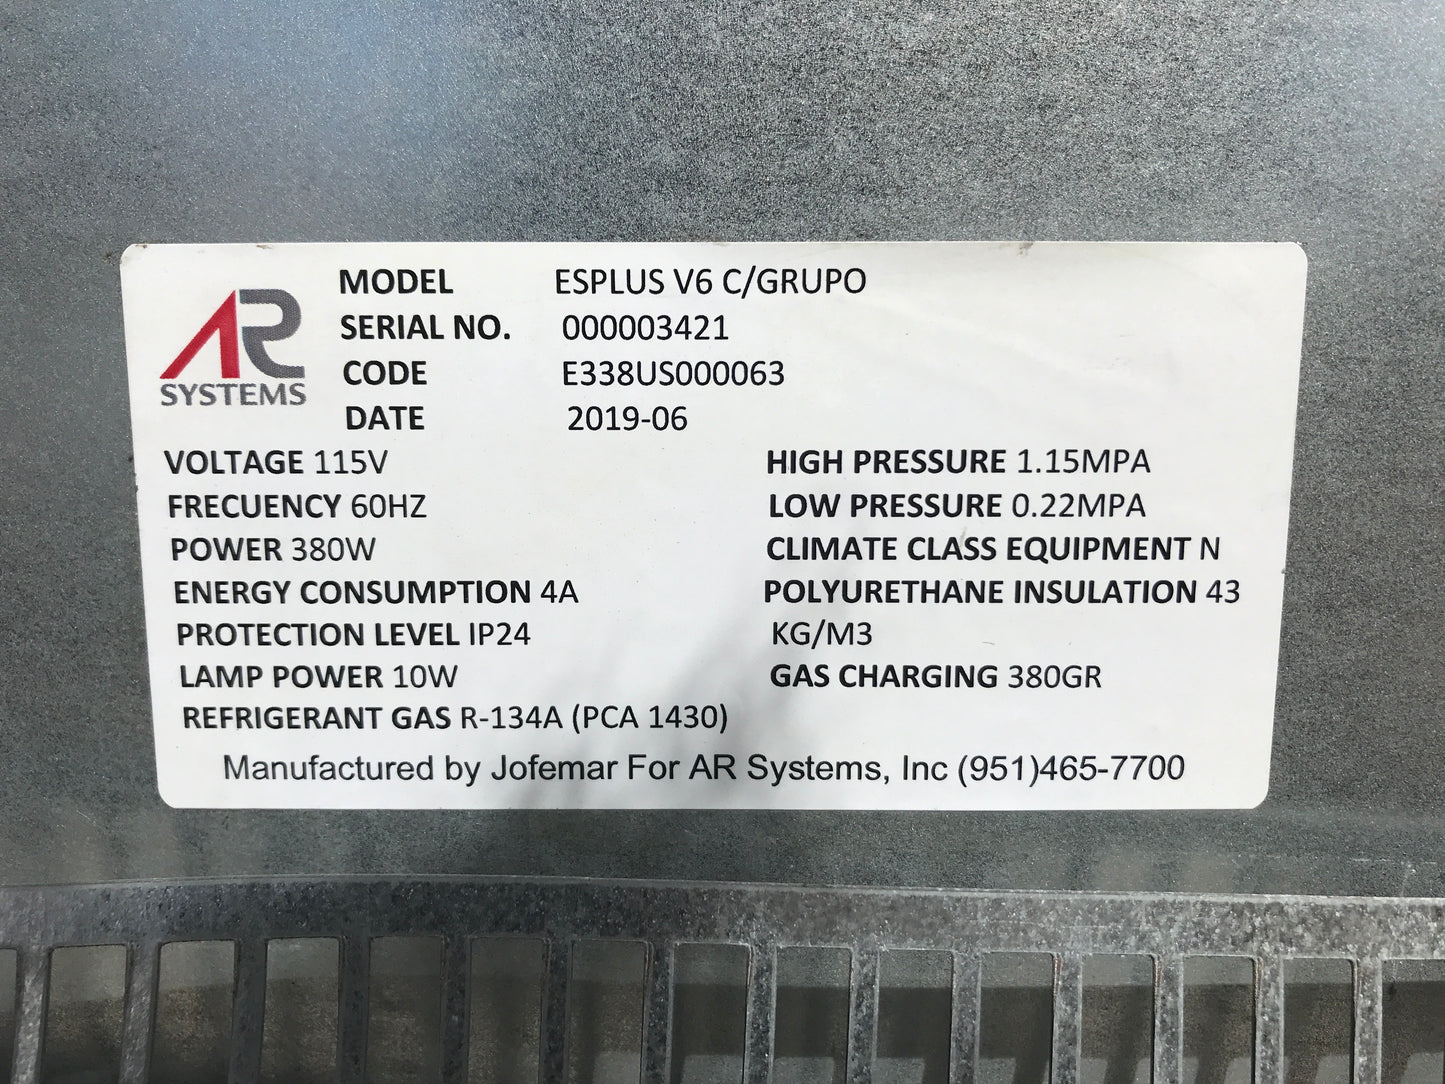 AR
SYSTEMS
MODEL ESPLUS V6 C/GRUPO
SERIAL NO. 000003421
CODE E338US000063
DATE 2019-06
VOLTAGE 115V
FRECUENCY 60HZ
POWER 380W
ENERGY CONSUMPTION 4A
PROTECTION LEVEL IP24
LAMP POWER 10W
REFRIGERANT GAS R-134A (PCA 1430)
HIGH PRESSURE 1.15MPA
LOW PRESSURE 0.22MPA
CLIMATE CLASS EQUIPMENT N
POLYURETHANE INSULATION 43
KG/M3
GAS CHARGING 380GR
Manufactured by Jofemar For AR Systems, Inc (951)465-7700